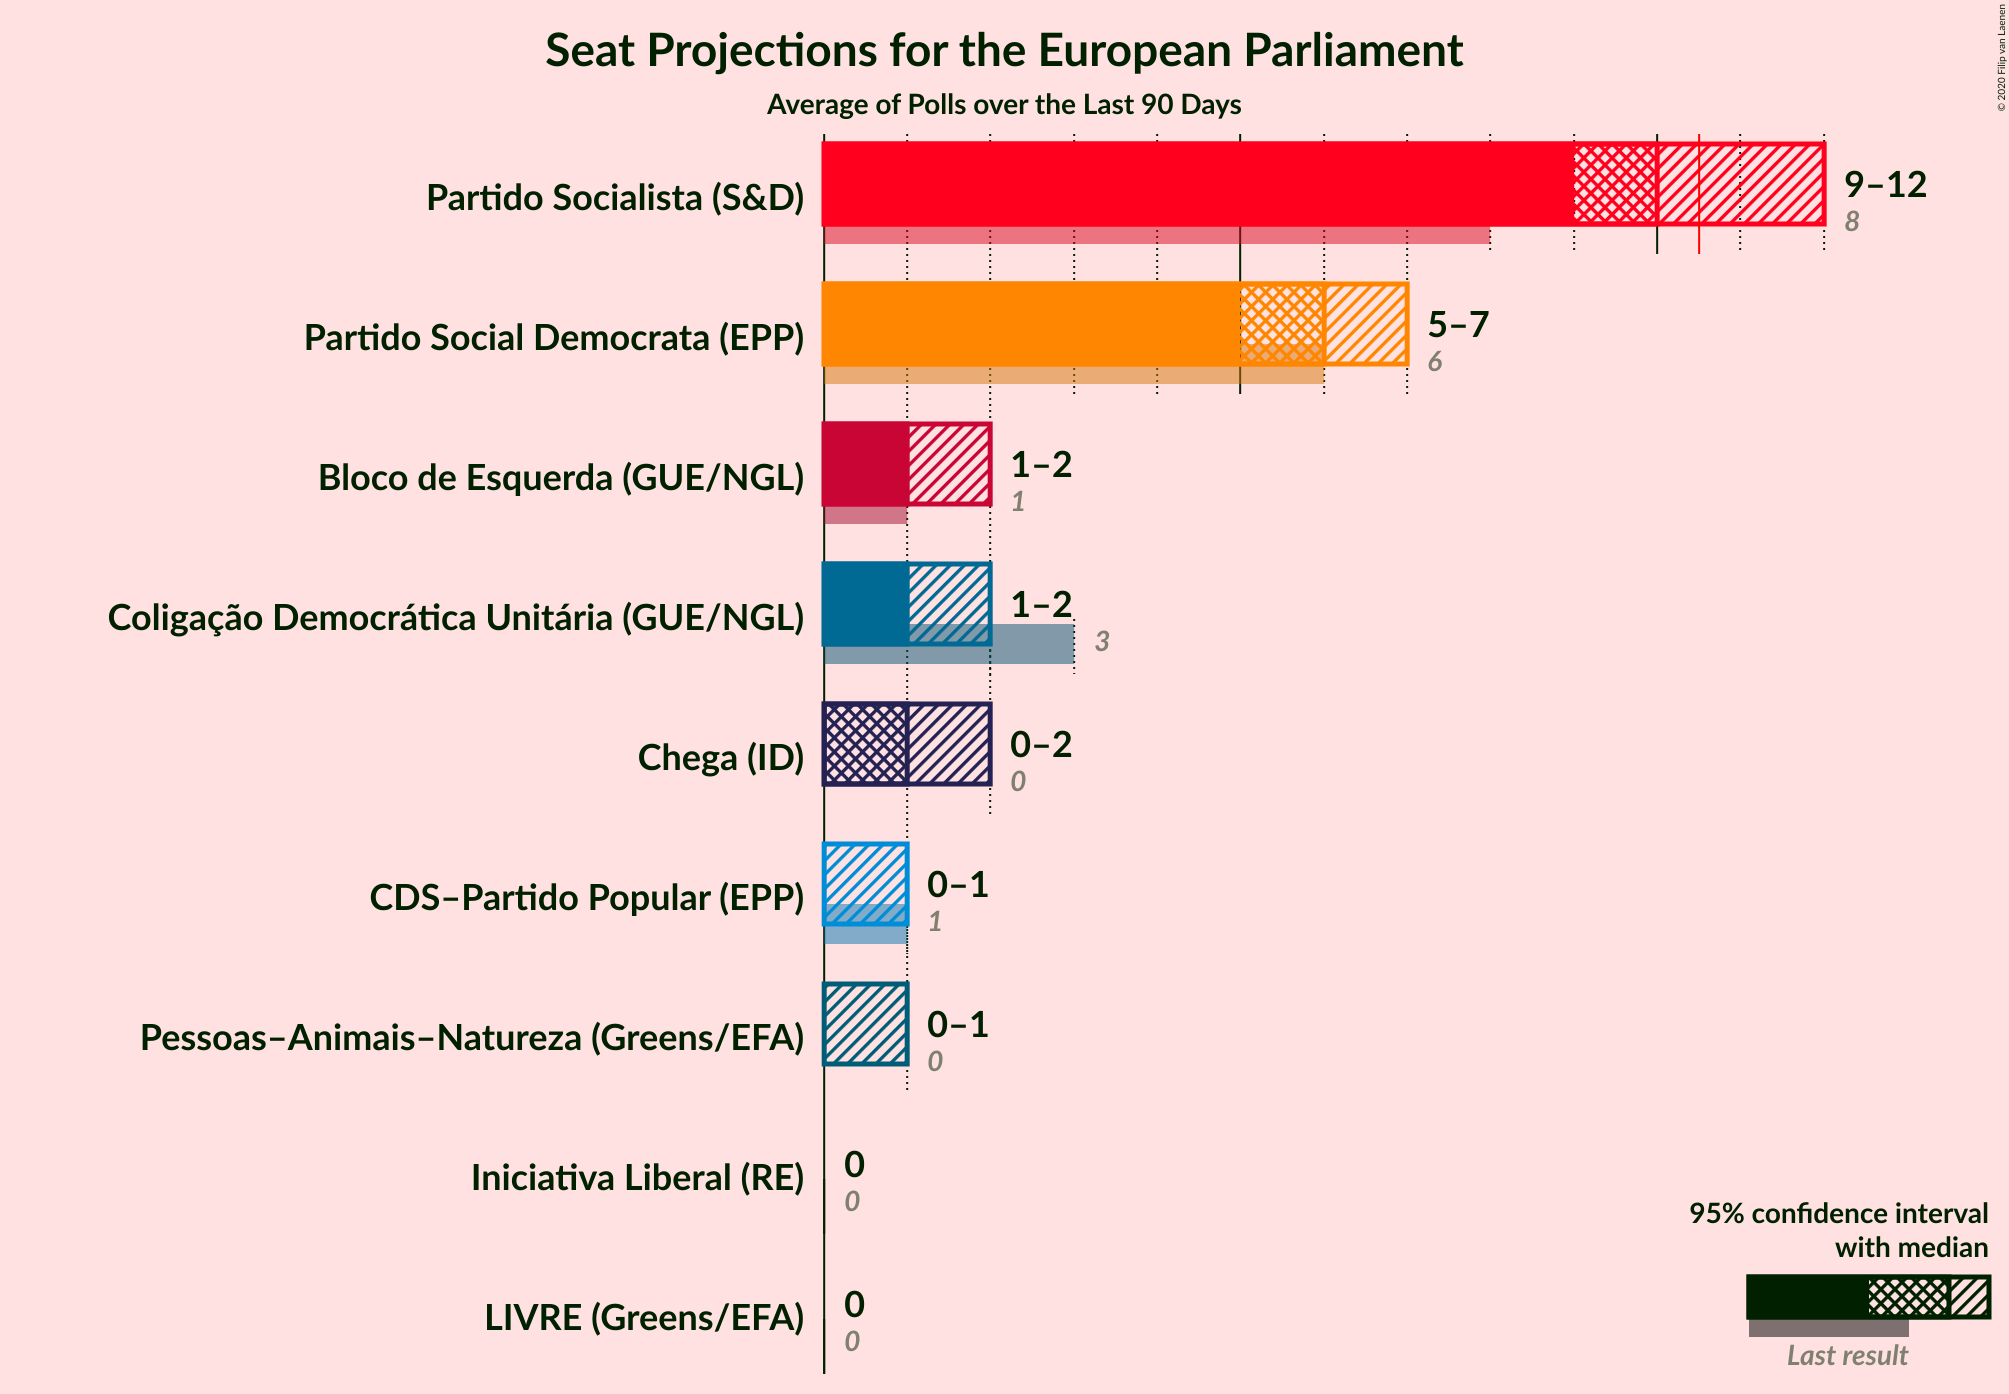 Seat Projections for the European Parliament
Average of Polls over the Last 90 Days
© 2020 Filip van Laenen
Partido Socialista (S&D)
9–12
8
Partido Social Democrata (EPP)
5–7
6
Bloco de Esquerda (GUE/NGL)
1–2
1
Coligação Democrática Unitária (GUE/NGL)
1–2
3
Chega (ID)
0–2
0
CDS–Partido Popular (EPP)
0–1
1
Pessoas–Animais–Natureza (Greens/EFA)
0–1
0
Iniciativa Liberal (RE)
0
0
LIVRE (Greens/EFA)
0
0
95% confidence interval
with median
Last result